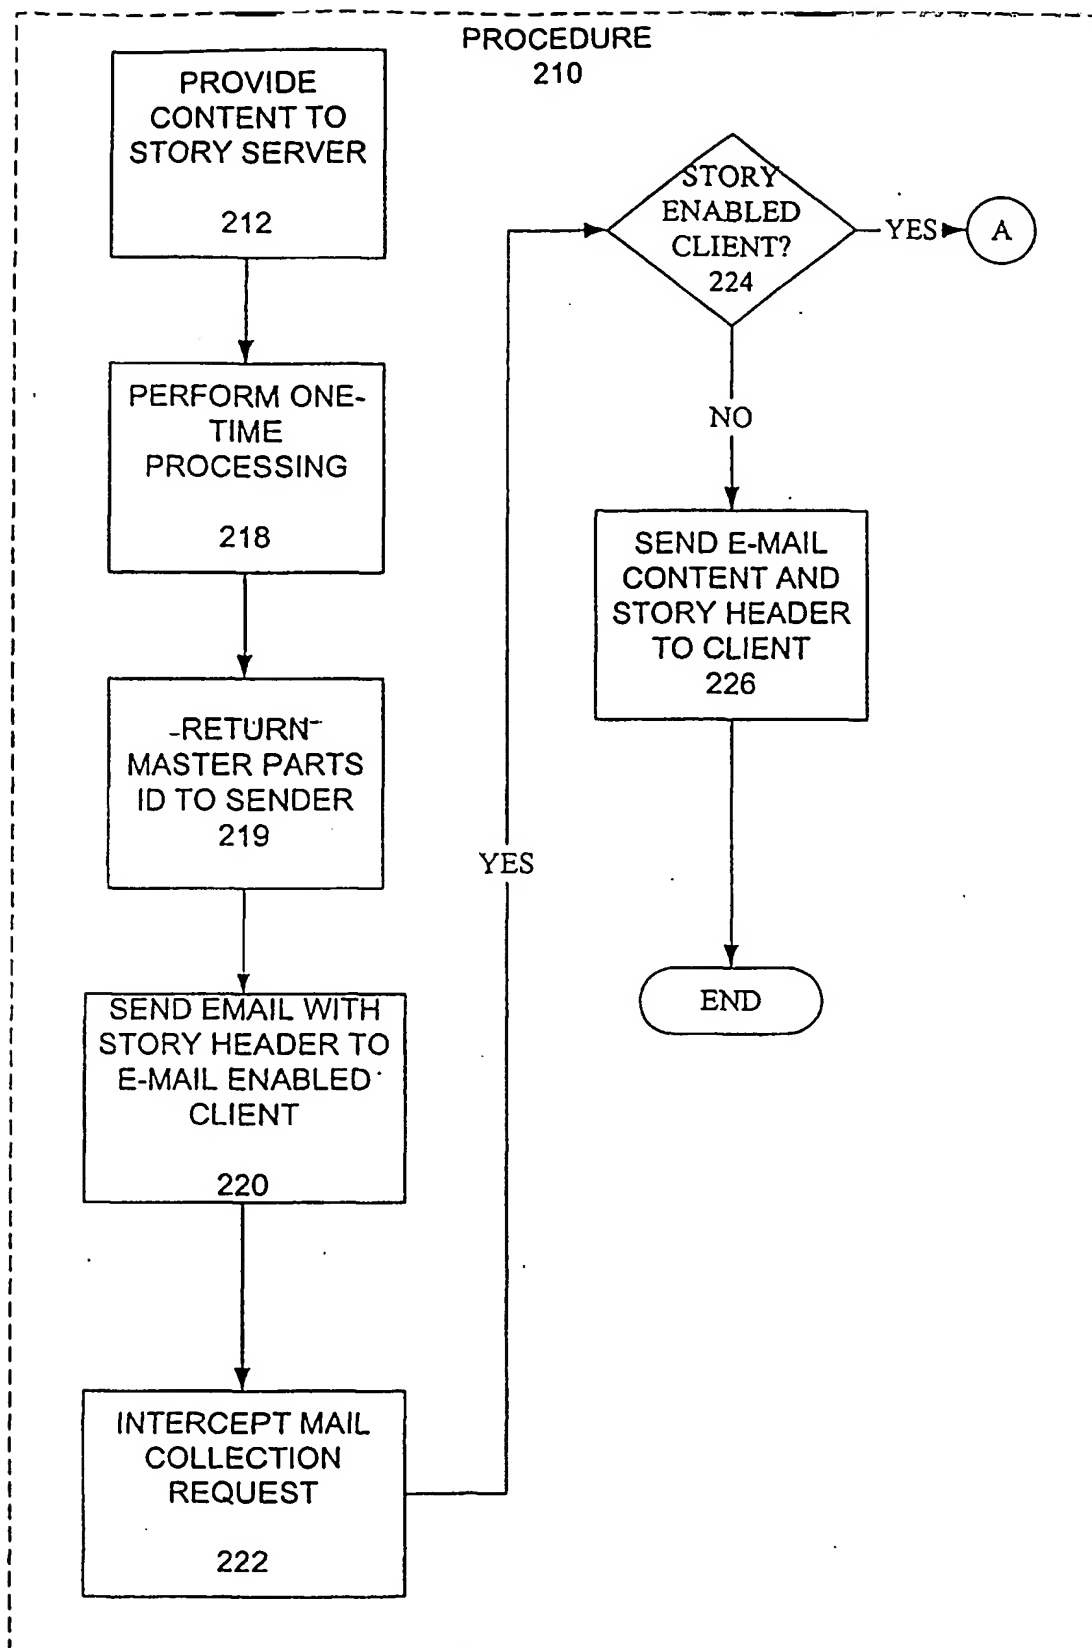 PROCEDURE
210
PROVIDE
CONTENT TO
STORY SERVER
212
PERFORM ONE-
TIME
PROCESSING
218
RETURN
MASTER PARTS
ID TO SENDER
219
SEND EMAIL WITH
STORY HEADER TO
E-MAIL ENABLED
CLIENT
220
INTERCEPT MAIL
COLLECTION
REQUEST
222
YES
STORY
ENABLED
CLIENT?
224
YES
A
NO
SEND E-MAIL
CONTENT AND
STORY HEADER
TO CLIENT
226
END